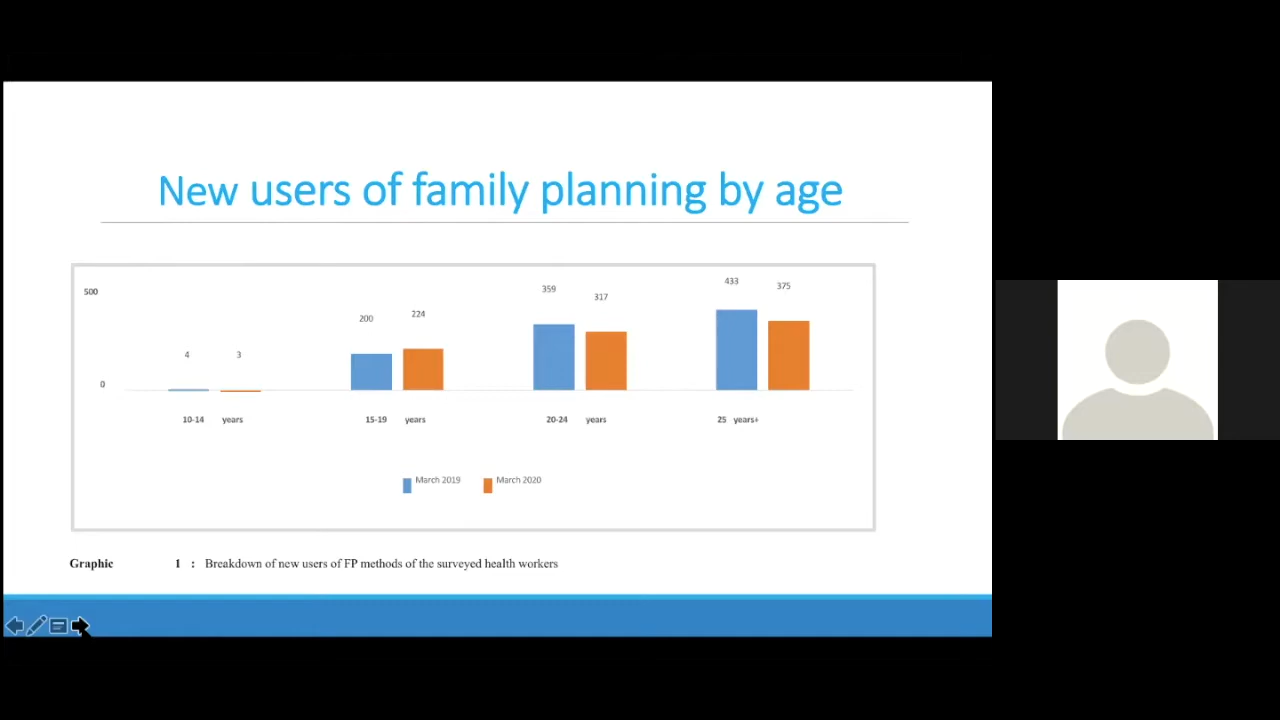 New users of family planning by age
500
0
4 3
200 224
359 317
433 375
10-14 years
15-19 years
20-24 years
25 years+
March 2019 March 2020
Graphic 1 : Breakdown of new users of FP methods of the surveyed health workers